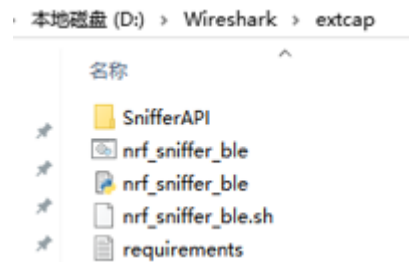 本地磁盘 (D:) › Wireshark › extcap
名称
SnifferAPI
nrf_sniffer_ble
nrf_sniffer_ble
nrf_sniffer_ble.sh
requirements